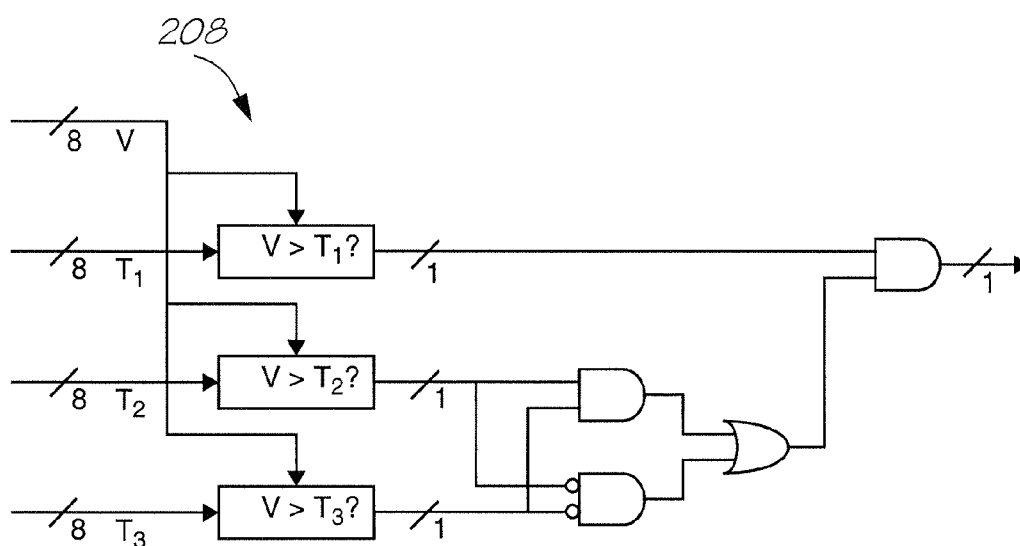 208
8 V
8 T1 V > T1? 1
1
8 T2 V > T2? 1
8 T3 V > T3? 1